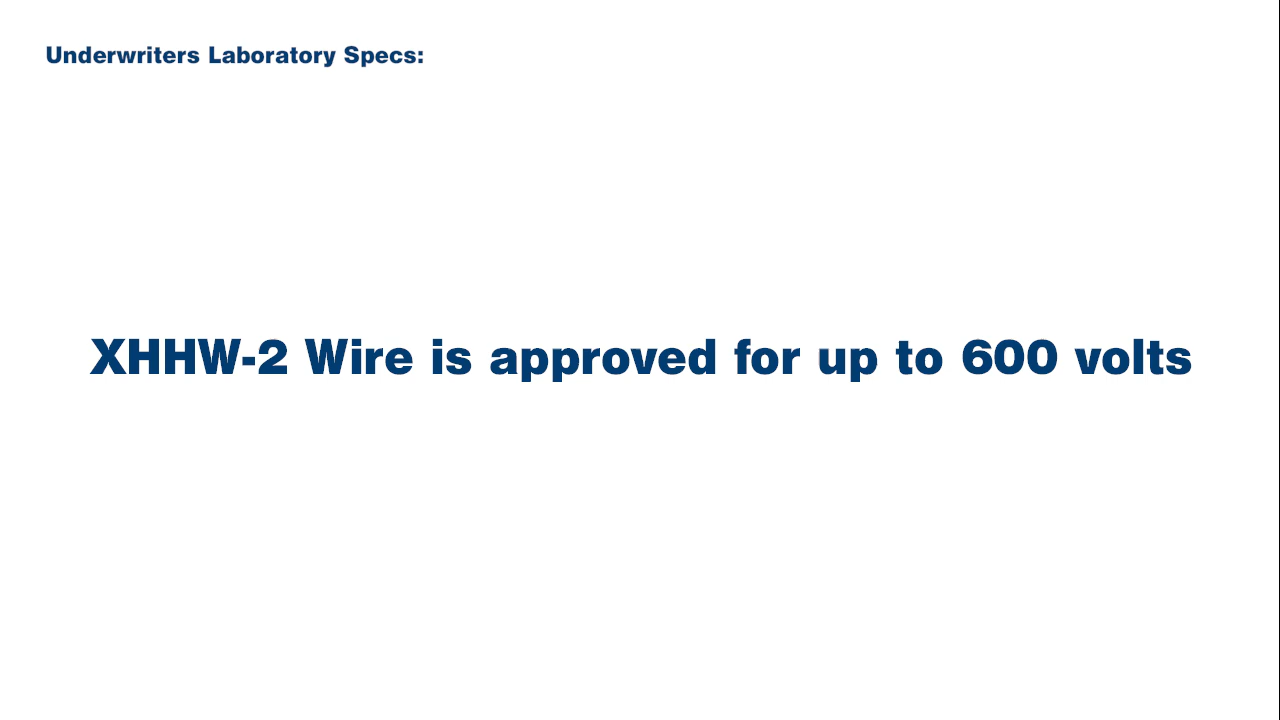 Underwriters Laboratory Specs:
XHHW-2 Wire is approved for up to 600 volts